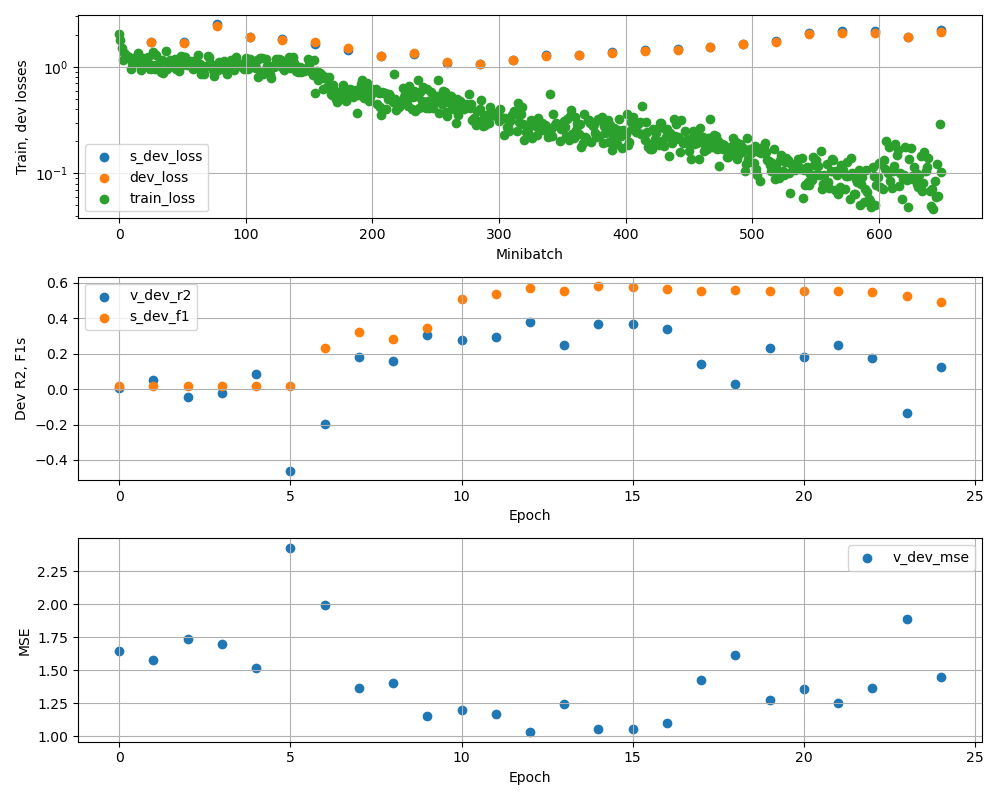 Train, dev losses
10⁰
10⁻¹
s_dev_loss
dev_loss
train_loss
0 100 200 300 400 500 600
Minibatch
Dev R2, F1s
0.6
0.4
0.2
0.0
−0.2
−0.4
v_dev_r2
s_dev_f1
0 5 10 15 20 25
Epoch
MSE
2.25
2.00
1.75
1.50
1.25
1.00
v_dev_mse
0 5 10 15 20 25
Epoch